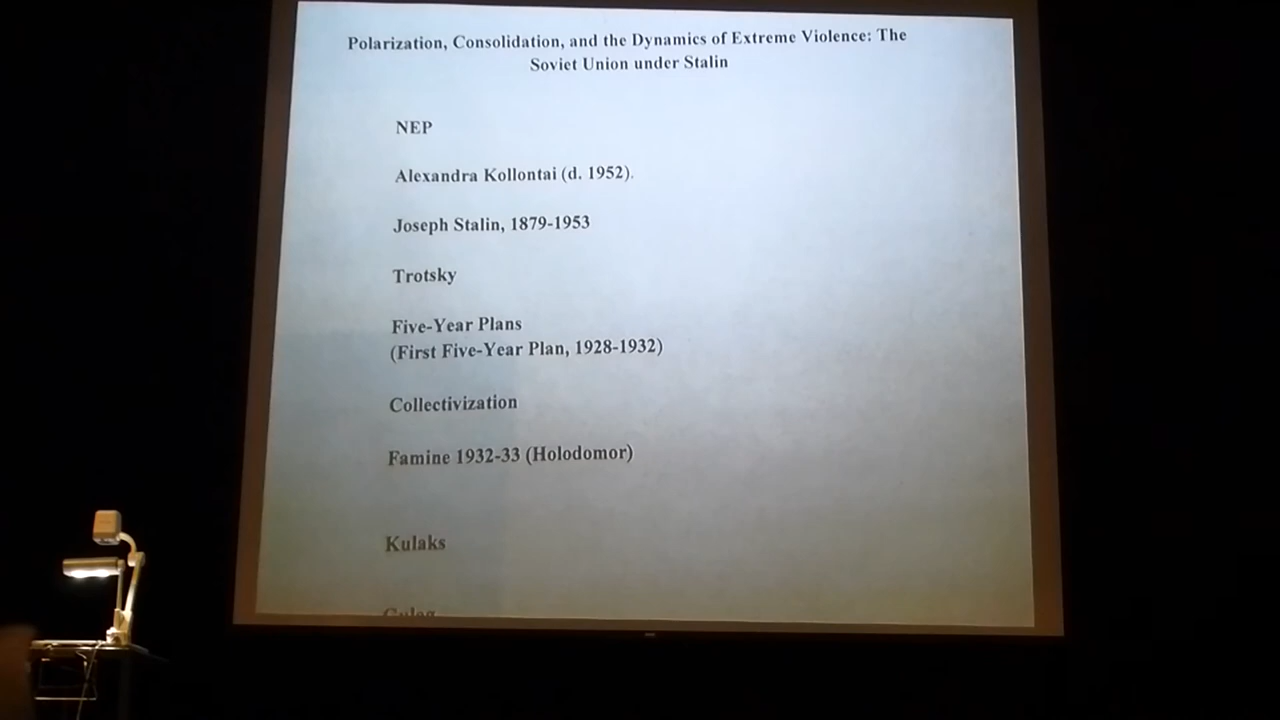 Polarization, Consolidation, and the Dynamics of Extreme Violence: The
Soviet Union under Stalin
NEP
Alexandra Kollontai (d. 1952).
Joseph Stalin, 1879-1953
Trotsky
Five-Year Plans
(First Five-Year Plan, 1928-1932)
Collectivization
Famine 1932-33 (Holodomor)
Kulaks
Gulag